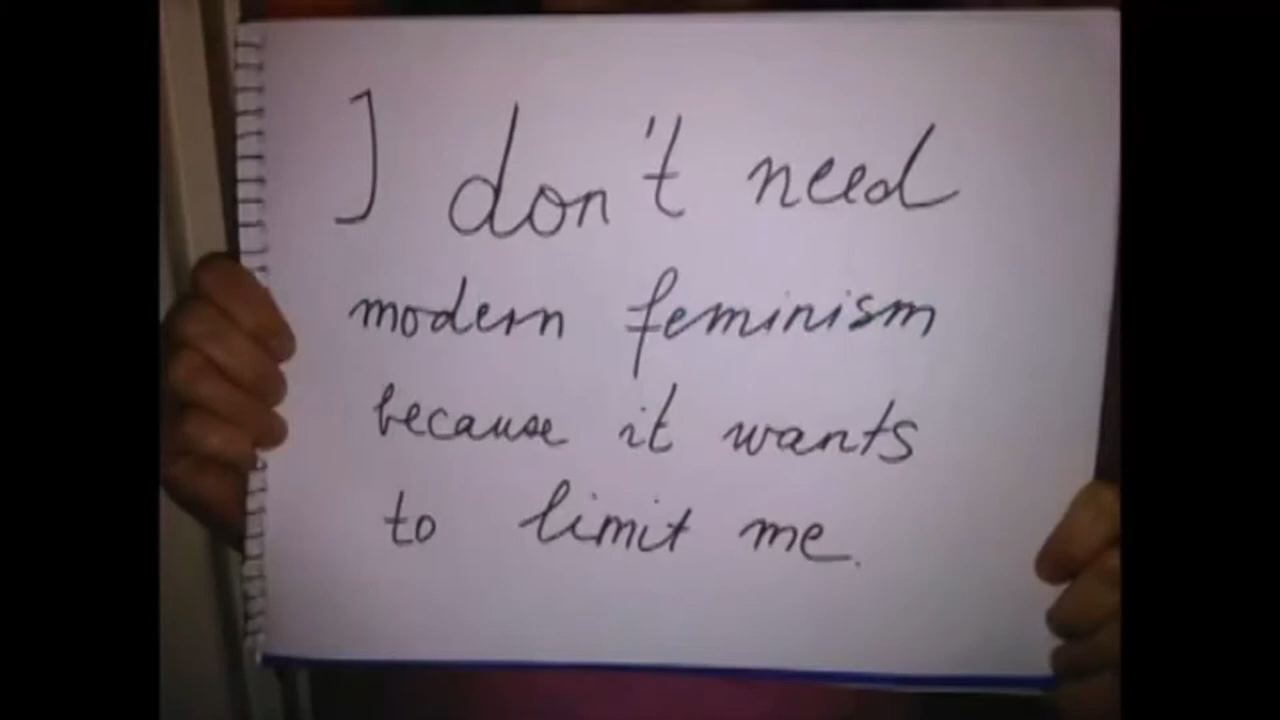 I don't need
modern feminism
because it wants
to limit me.